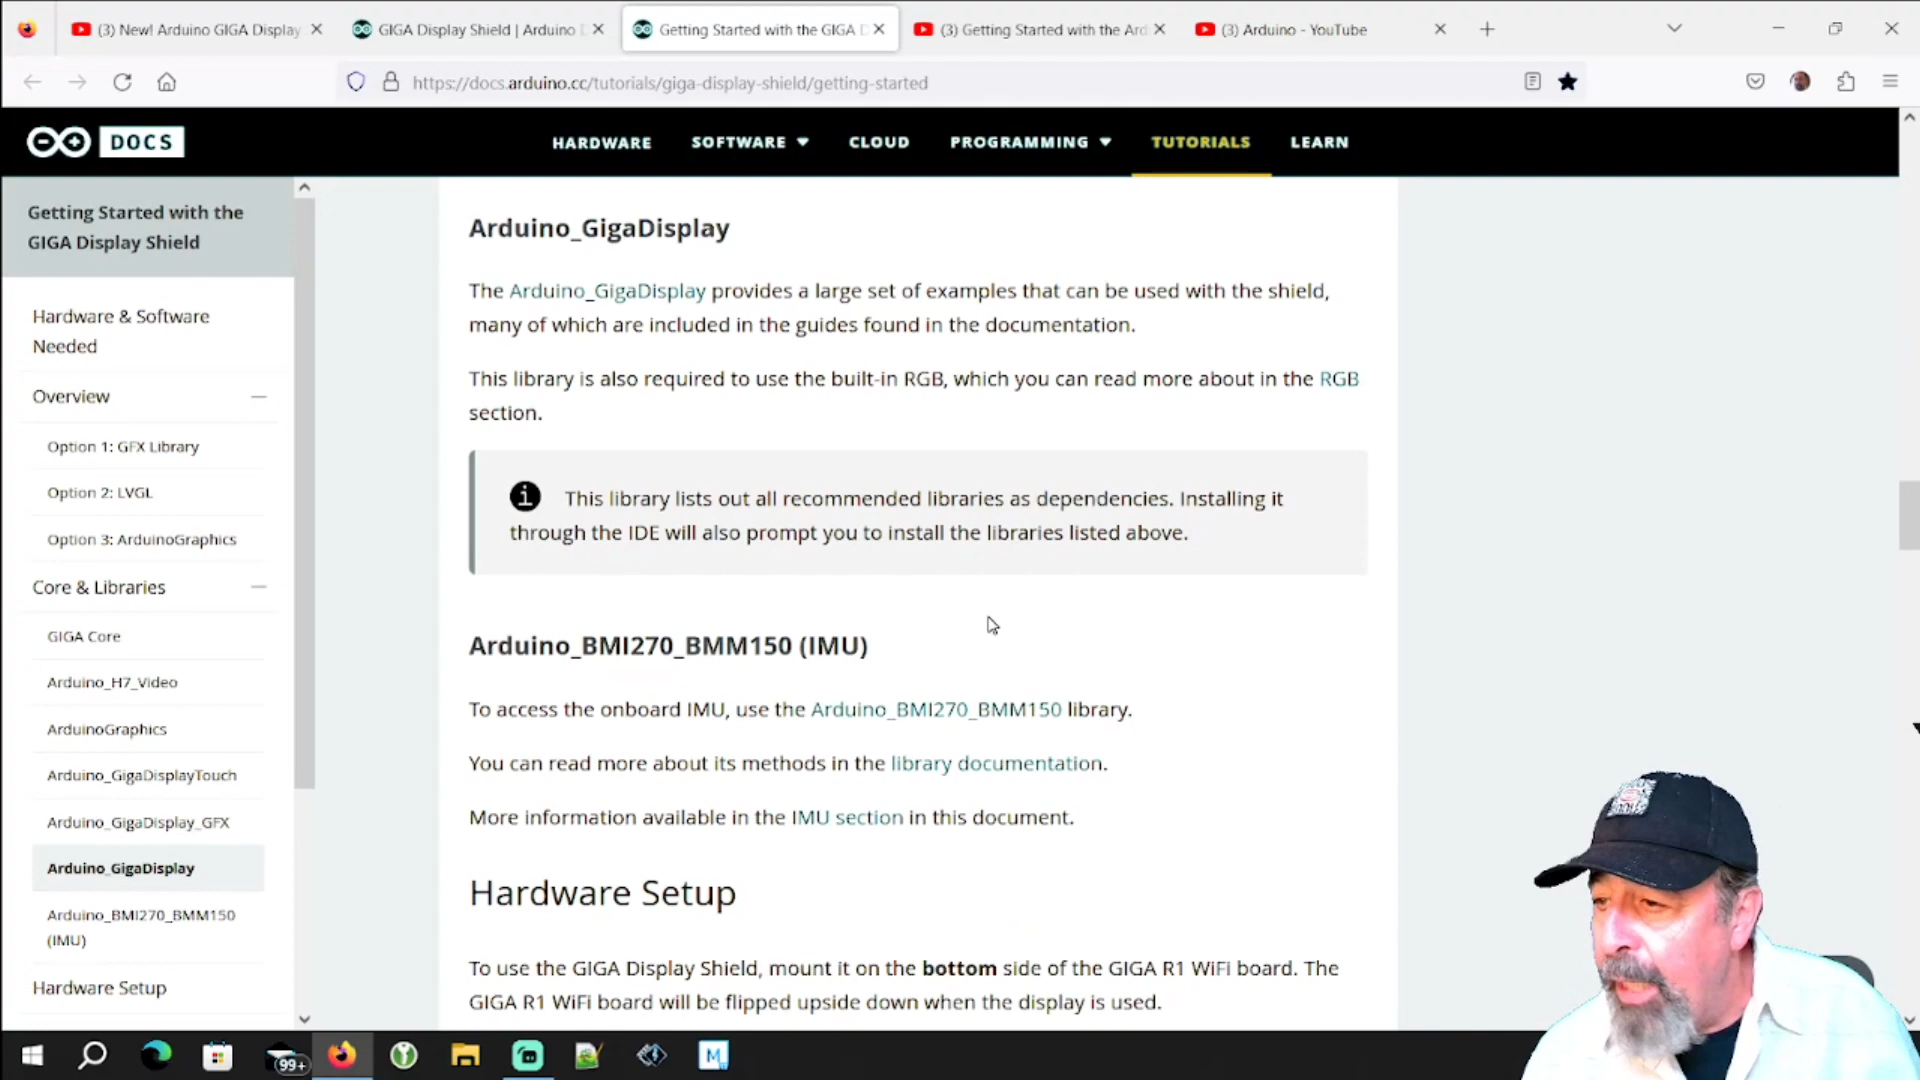 (3) New! Arduino GIGA Display
GIGA Display Shield | Arduino D
Getting Started with the GIGA D
(3) Getting Started with the Ard
(3) Arduino - YouTube
https://docs.arduino.cc/tutorials/giga-display-shield/getting-started
DOCS
HARDWARE
SOFTWARE
CLOUD
PROGRAMMING
TUTORIALS
LEARN
Getting Started with the
GIGA Display Shield
Hardware & Software
Needed
Overview
Option 1: GFX Library
Option 2: LVGL
Option 3: ArduinoGraphics
Core & Libraries
GIGA Core
Arduino_H7_Video
ArduinoGraphics
Arduino_GigaDisplayTouch
Arduino_GigaDisplay_GFX
Arduino_GigaDisplay
Arduino_BMI270_BMM150
(IMU)
Hardware Setup
Arduino_GigaDisplay
The Arduino_GigaDisplay provides a large set of examples that can be used with the shield,
many of which are included in the guides found in the documentation.
This library is also required to use the built-in RGB, which you can read more about in the RGB
section.
This library lists out all recommended libraries as dependencies. Installing it
through the IDE will also prompt you to install the libraries listed above.
Arduino_BMI270_BMM150 (IMU)
To access the onboard IMU, use the Arduino_BMI270_BMM150 library.
You can read more about its methods in the library documentation.
More information available in the IMU section in this document.
Hardware Setup
To use the GIGA Display Shield, mount it on the bottom side of the GIGA R1 WiFi board. The
GIGA R1 WiFi board will be flipped upside down when the display is used.
99+
M